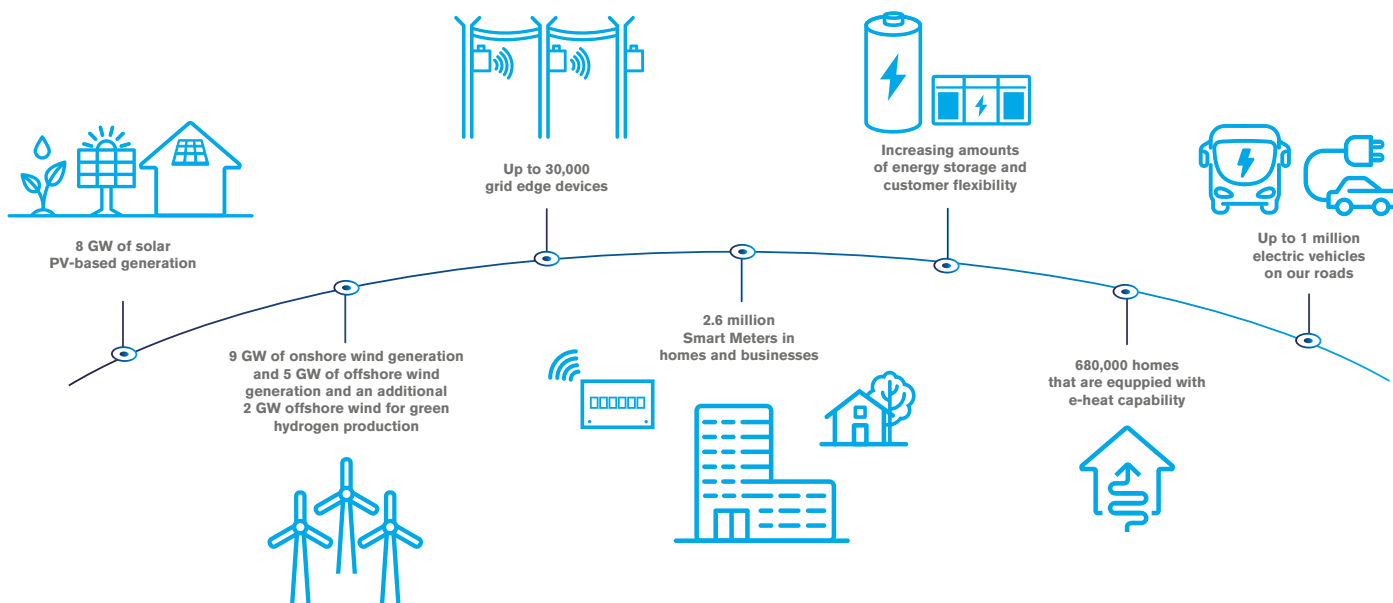 8 GW of solar
PV-based generation
9 GW of onshore wind generation
and 5 GW of offshore wind
generation and an additional
2 GW offshore wind for green
hydrogen production
Up to 30,000
grid edge devices
2.6 million
Smart Meters in
homes and businesses
Increasing amounts
of energy storage and
customer flexibility
680,000 homes
that are equppied with
e-heat capability
Up to 1 million
electric vehicles
on our roads